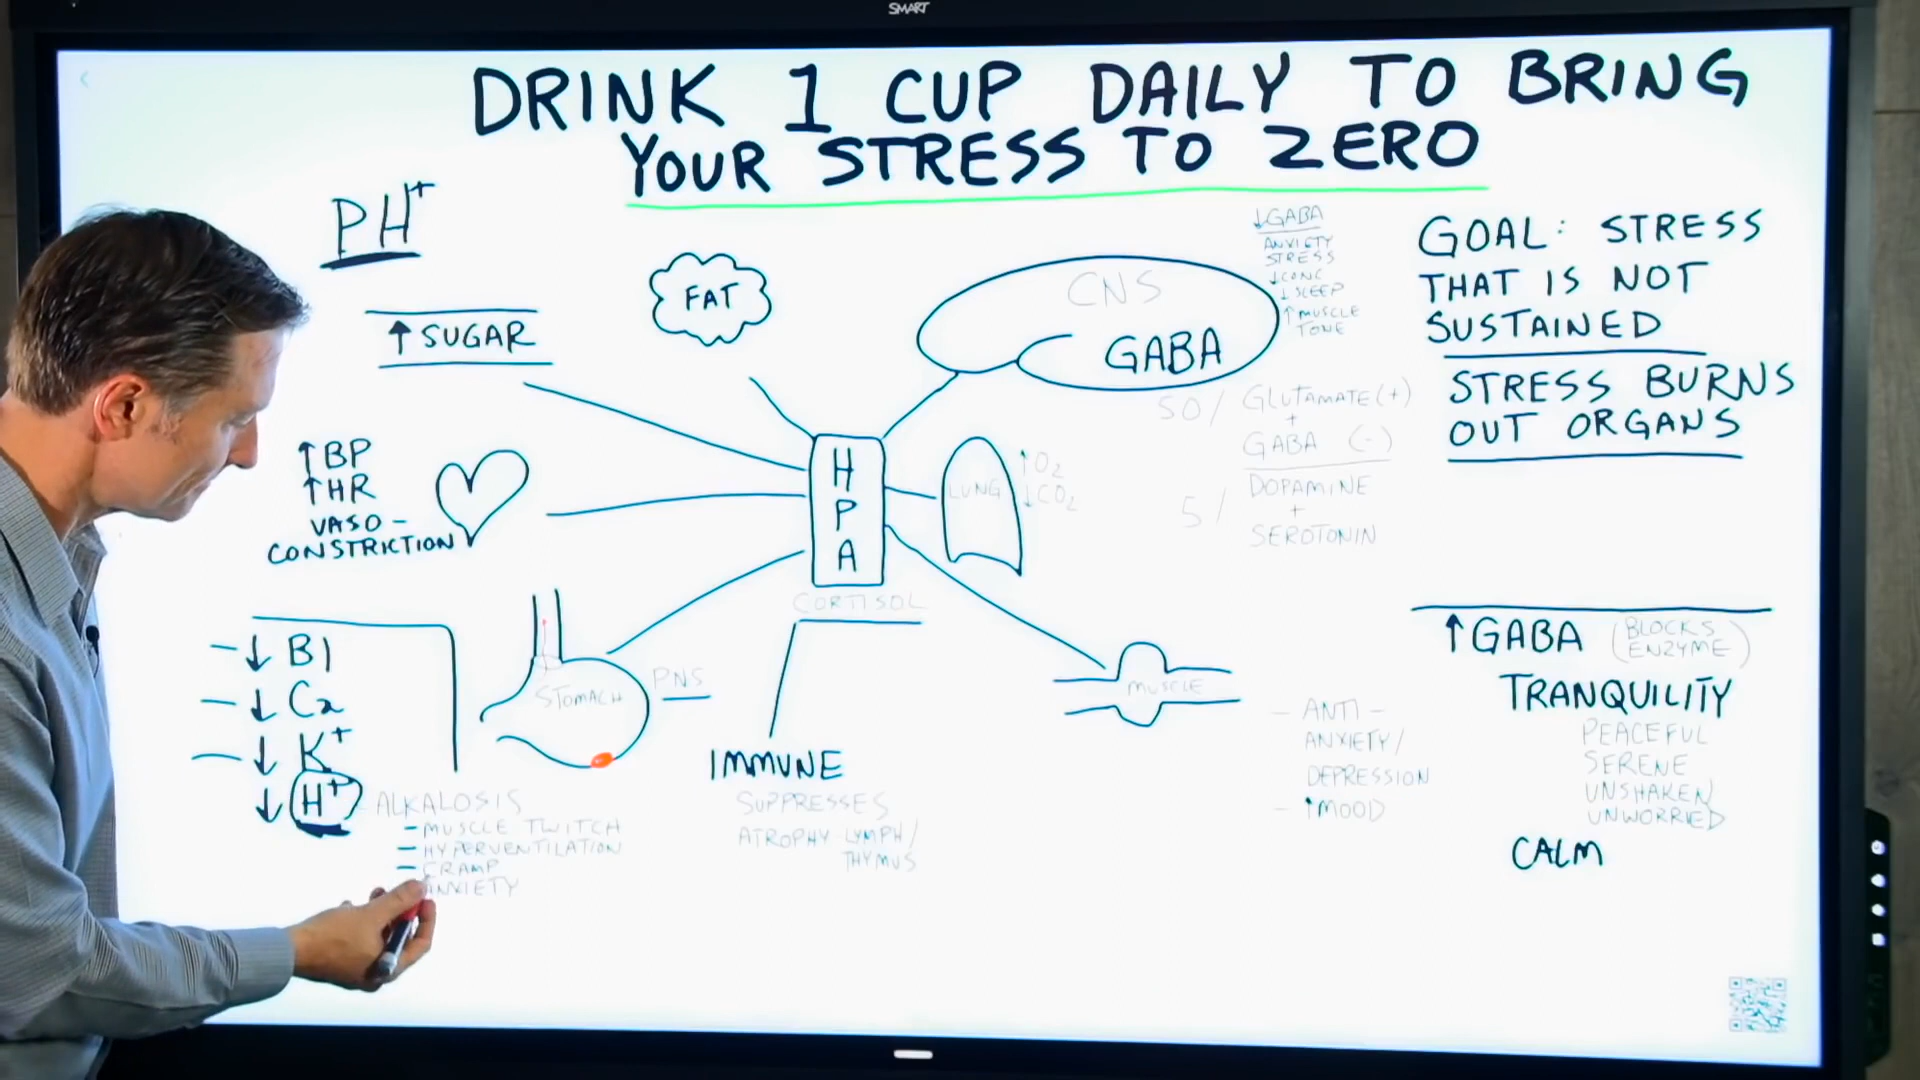 SMART
DRINK 1 CUP DAILY TO BRING
YOUR STRESS TO ZERO
PH+
↑ SUGAR
FAT
CNS
GABA
↓GABA
ANXIETY
STRESS
↓CONC
↓SLEEP
↑MUSCLE
TONE
GOAL: STRESS
THAT IS NOT
SUSTAINED
STRESS BURNS
OUT ORGANS
50/ GLUTAMATE (+)
+
GABA (-)
5/ DOPAMINE
+
SEROTONIN
↑BP
↑HR
VASO-
CONSTRICTION
H
P
A
CORTISOL
LUNG
↑O2
↓CO2
- ↓ B1
- ↓ Ca
- ↓ K+
↓ H+
ALKALOSIS
- MUSCLE TWITCH
- HYPERVENTILATION
- CRAMP
ANXIETY
STOMACH
PNS
IMMUNE
SUPPRESSES
ATROPHY LYMPH/
THYMUS
MUSCLE
- ANTI-
ANXIETY/
DEPRESSION
- ↑MOOD
↑GABA (BLOCKS
ENZYME)
TRANQUILITY
PEACEFUL
SERENE
UNSHAKEN
UNWORRIED
CALM